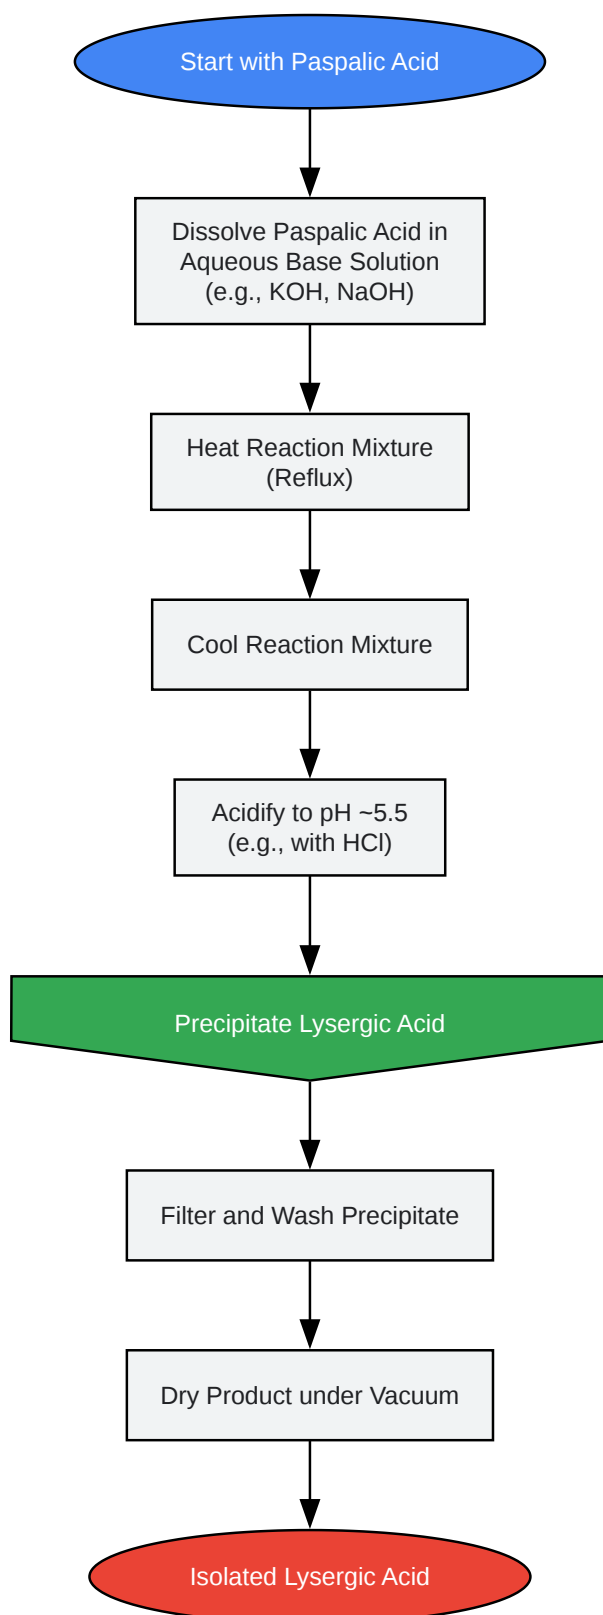 Start with Paspalic Acid
Dissolve Paspalic Acid in
Aqueous Base Solution
(e.g., KOH, NaOH)
Heat Reaction Mixture
(Reflux)
Cool Reaction Mixture
Acidify to pH ~5.5
(e.g., with HCl)
Precipitate Lysergic Acid
Filter and Wash Precipitate
Dry Product under Vacuum
Isolated Lysergic Acid